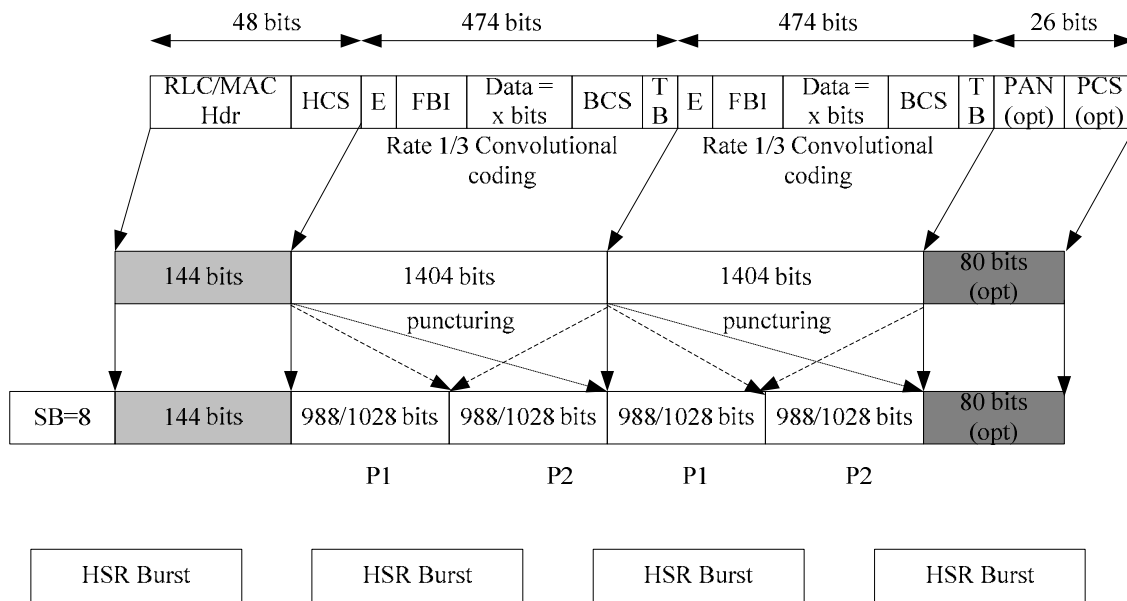 48 bits 474 bits 474 bits 26 bits
RLC/MAC
Hdr
HCS
E
FBI
Data =
x bits
BCS
T
B
E
FBI
Data =
x bits
BCS
T
B
PAN
(opt)
PCS
(opt)
Rate 1/3 Convolutional
coding
Rate 1/3 Convolutional
coding
144 bits
1404 bits
1404 bits
80 bits
(opt)
puncturing
puncturing
SB=8
144 bits
988/1028 bits
988/1028 bits
988/1028 bits
988/1028 bits
80 bits
(opt)
P1 P2 P1 P2
HSR Burst HSR Burst HSR Burst HSR Burst